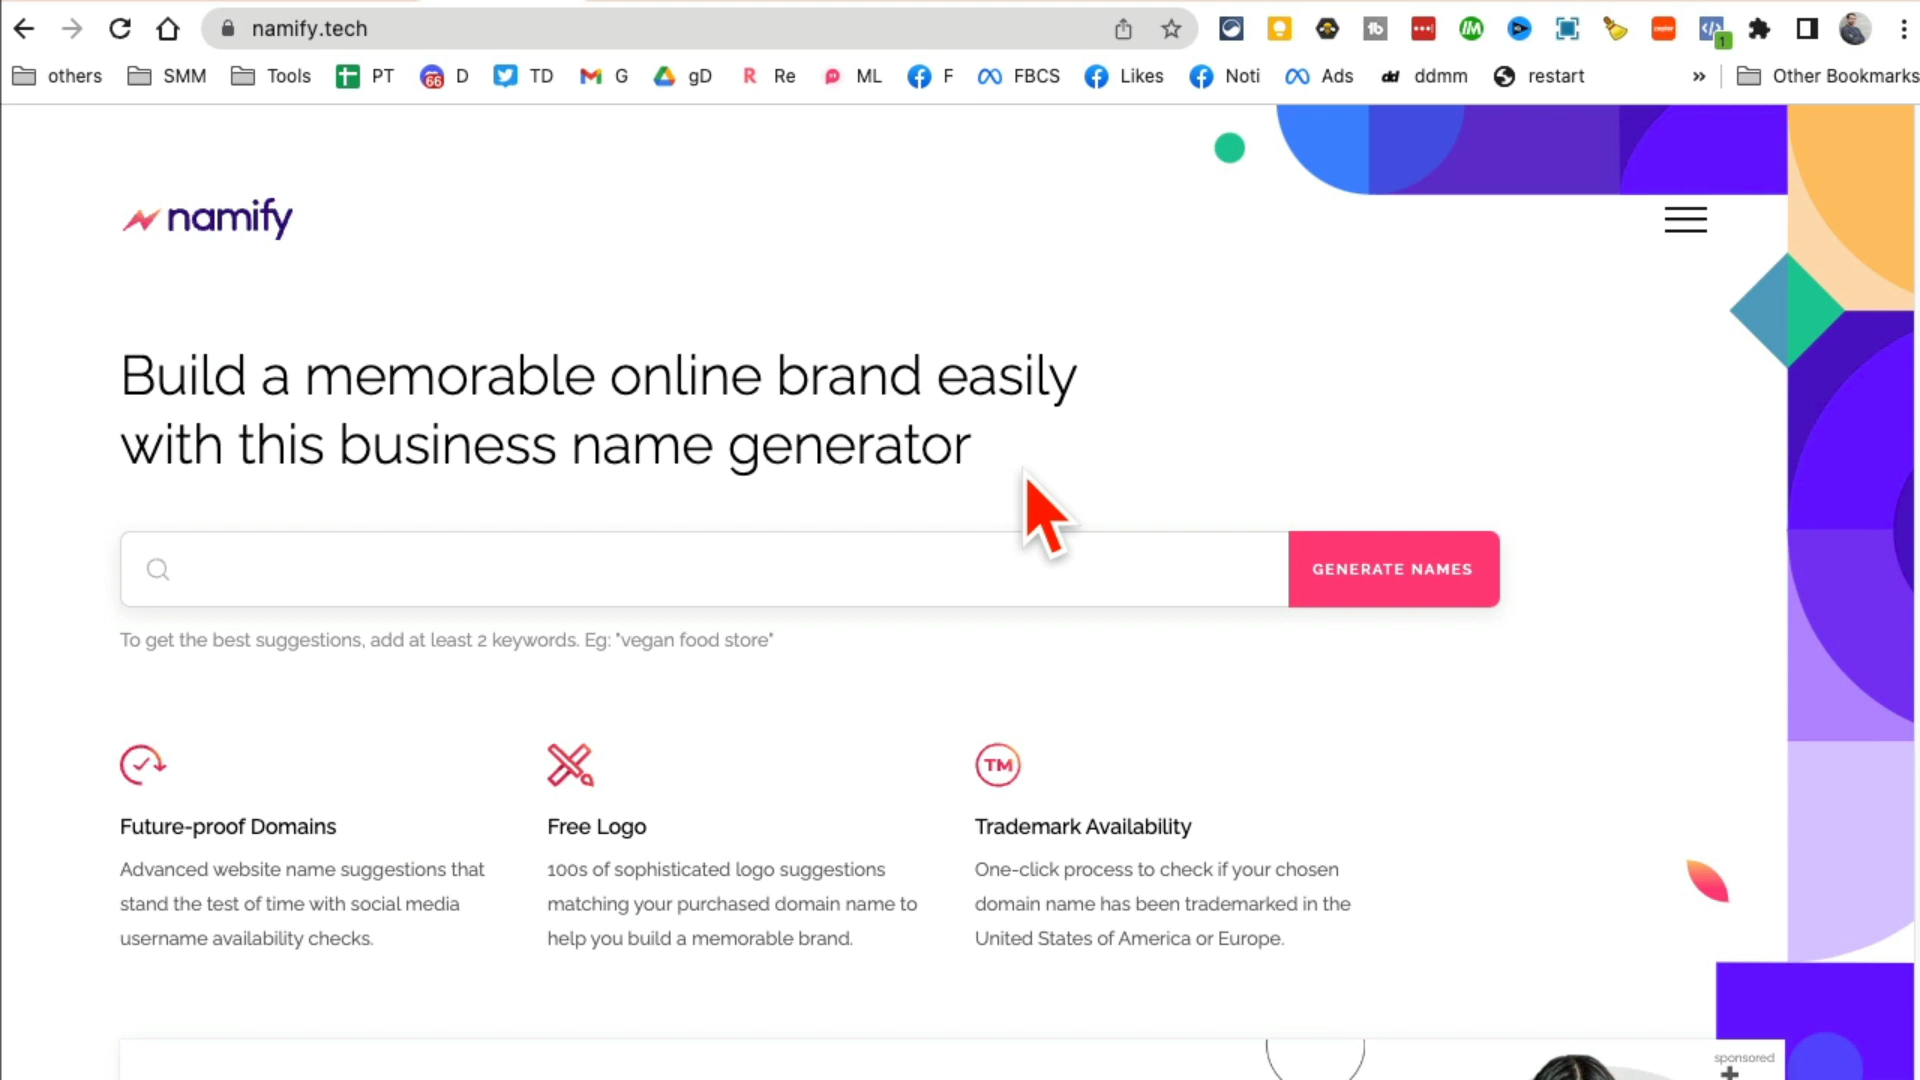 namify.tech
1b
M
1
others
SMM
Tools
PT
66
D
TD
G
gD
R
Re
ML
F
FBCS
Likes
Noti
Ads
dd
ddmm
restart
»
Other Bookmarks
namify
Build a memorable online brand easily
with this business name generator
GENERATE NAMES
To get the best suggestions, add at least 2 keywords. Eg: "vegan food store"
TM
Future-proof Domains
Free Logo
Trademark Availability
Advanced website name suggestions that
stand the test of time with social media
username availability checks.
100s of sophisticated logo suggestions
matching your purchased domain name to
help you build a memorable brand.
One-click process to check if your chosen
domain name has been trademarked in the
United States of America or Europe.
sponsored